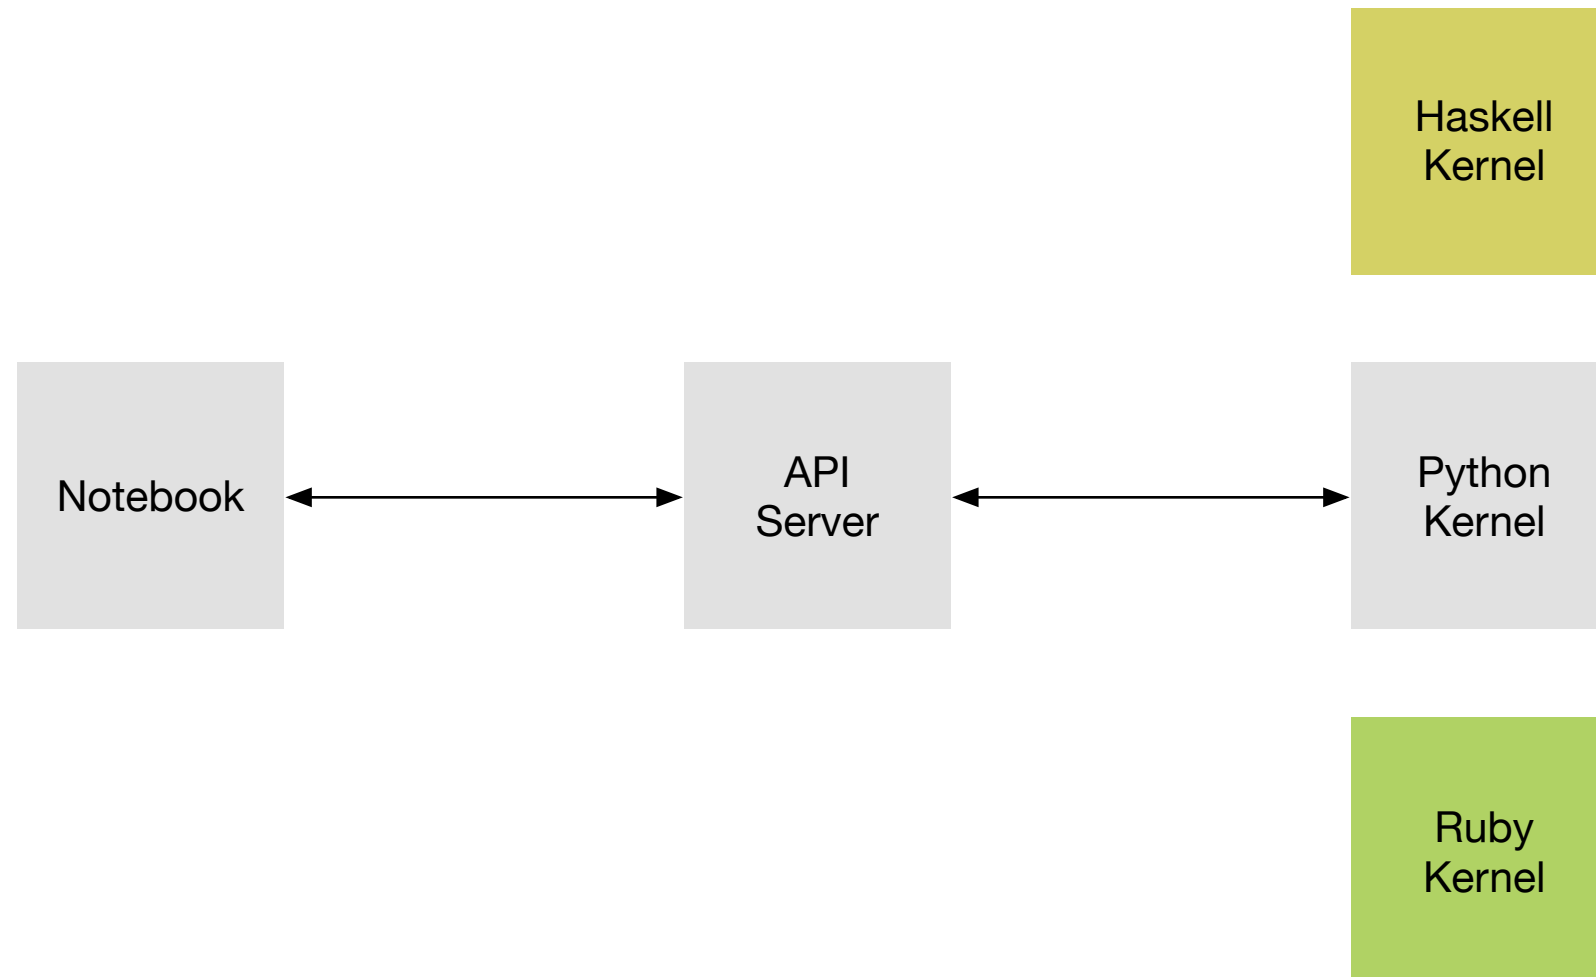 Haskell
Kernel
Notebook
API
Server
Python
Kernel
Ruby
Kernel